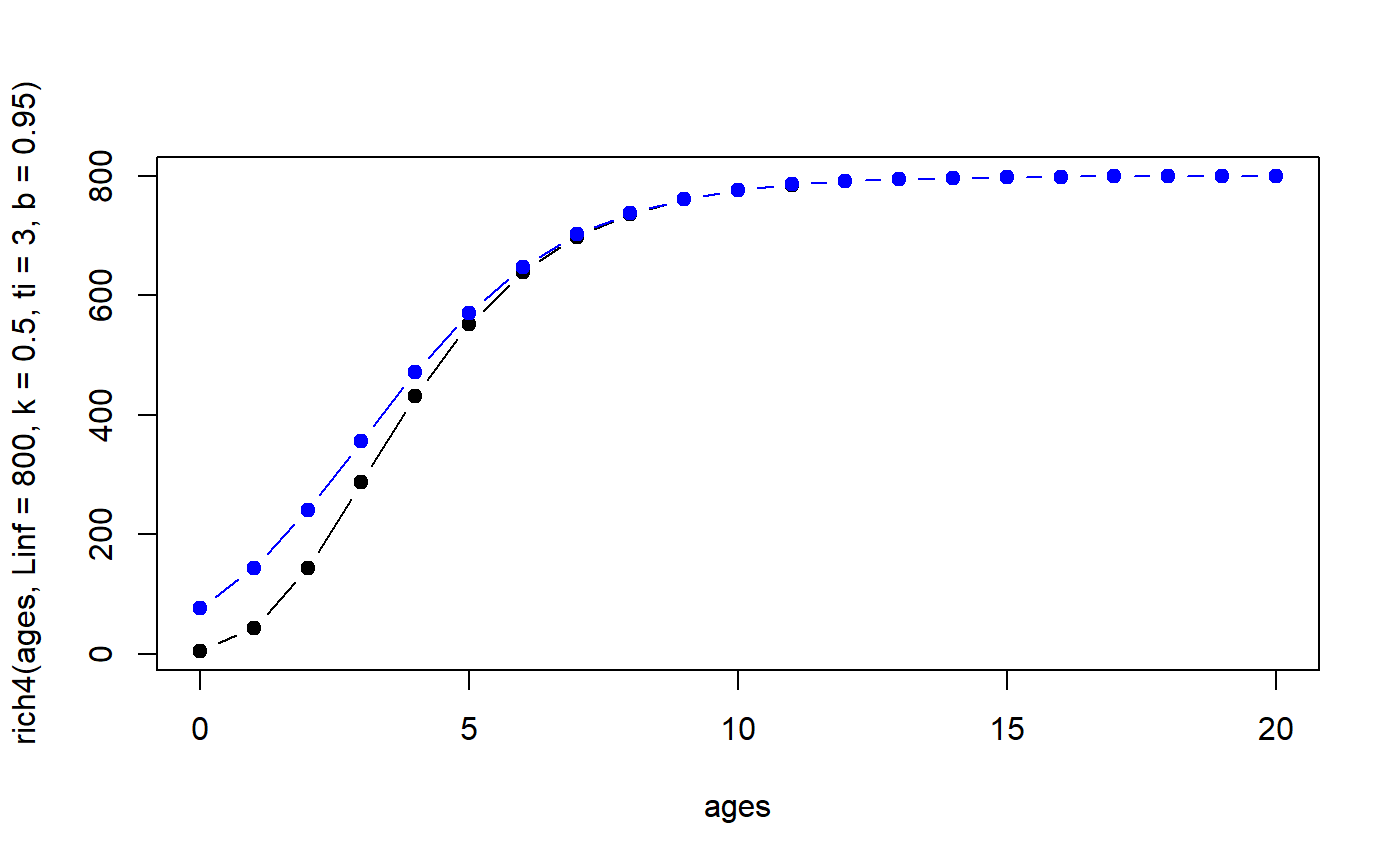 rich4(ages, Linf = 800, k = 0.5, ti = 3, b = 0.95)
800
600
400
200
0
0 5 10 15 20
ages